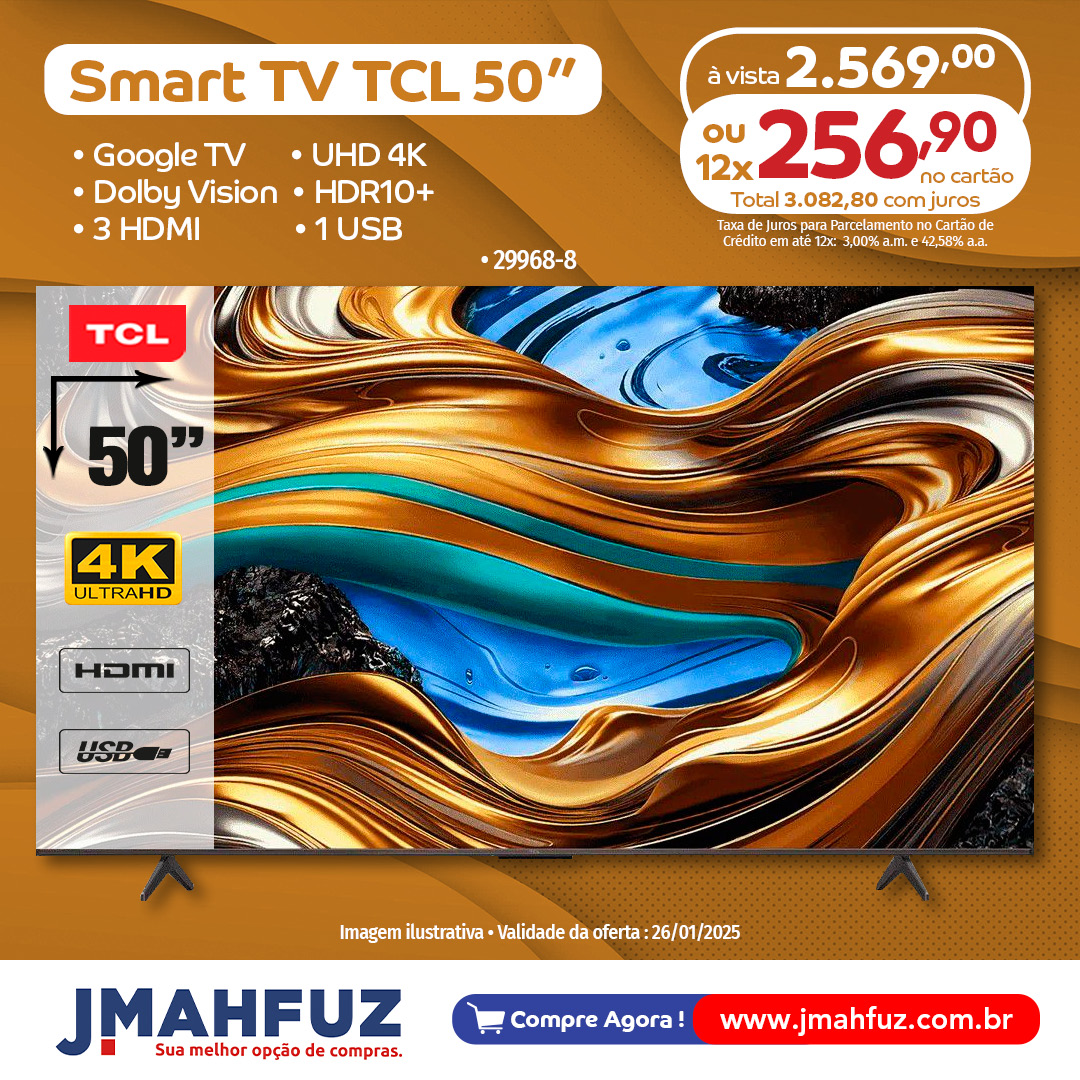 Smart TV TCL 50”
• Google TV • UHD 4K
• Dolby Vision • HDR10+
• 3 HDMI • 1 USB
• 29968-8
à vista 2.569,00
ou 12x 256,90 no cartão
Total 3.082,80 com juros
Taxa de Juros para Parcelamento no Cartão de
Crédito em até 12x: 3,00% a.m. e 42,58% a.a.
TCL
50”
4K
ULTRAHD
HDMI
USB
TCL
Imagem ilustrativa • Validade da oferta : 26/01/2025
JMAHFUZ
Sua melhor opção de compras.
Compre Agora !
www.jmahfuz.com.br